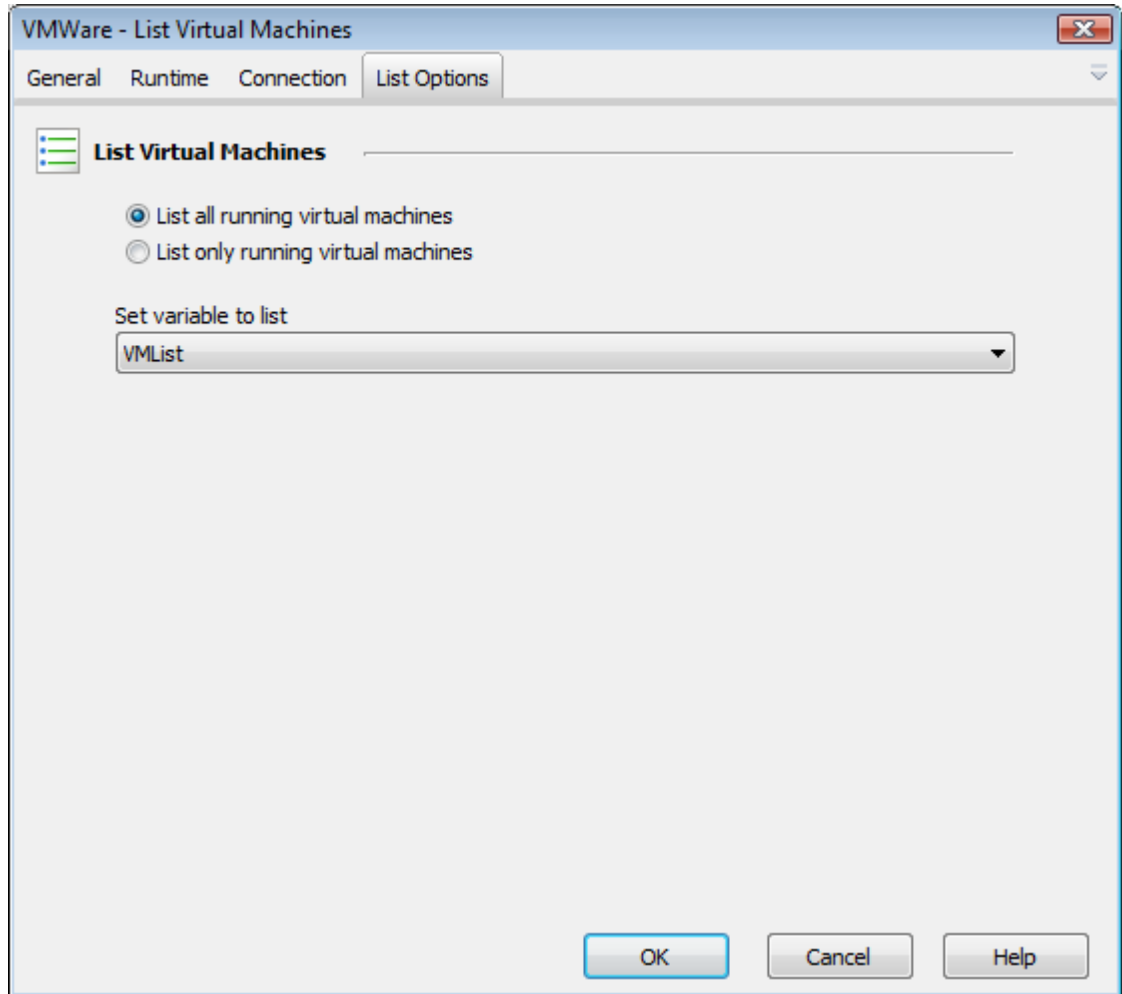 VMWare - List Virtual Machines
General Runtime Connection List Options
List Virtual Machines
List all running virtual machines
List only running virtual machines
Set variable to list
VMList
OK Cancel Help